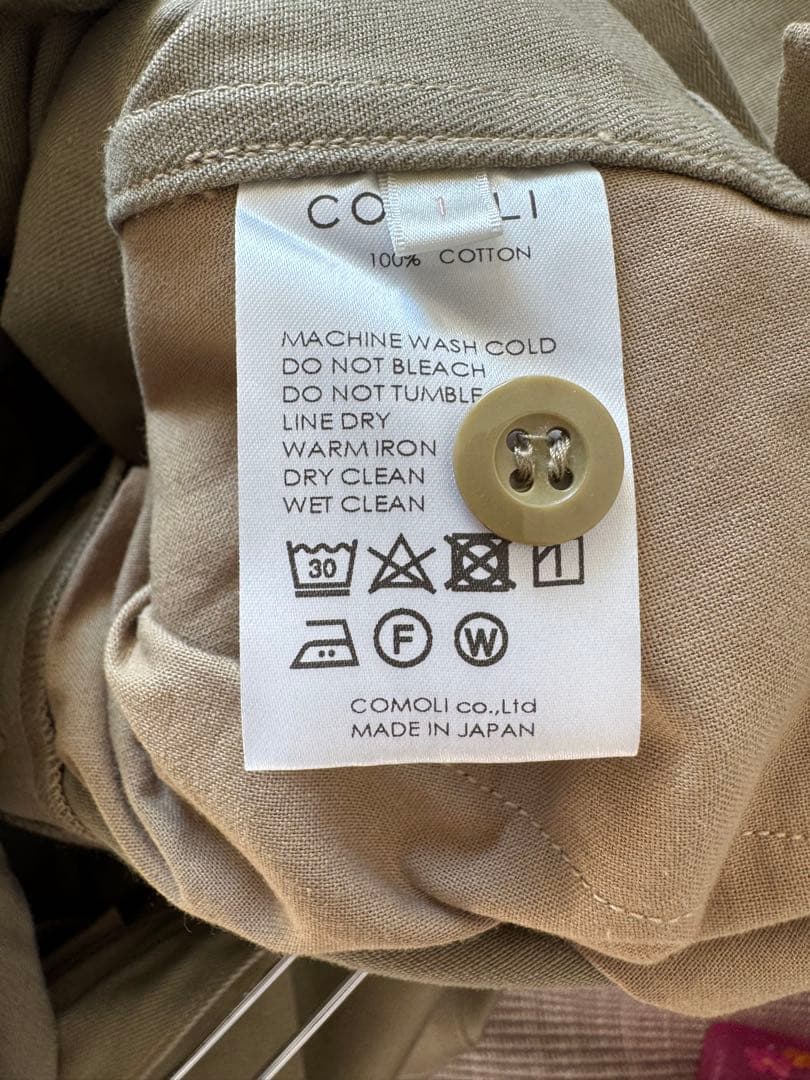 CO 1 LI
100% COTTON
MACHINE WASH COLD
DO NOT BLEACH
DO NOT TUMBLE
LINE DRY
WARM IRON
DRY CLEAN
WET CLEAN
30
F W
COMOLI co.,Ltd
MADE IN JAPAN